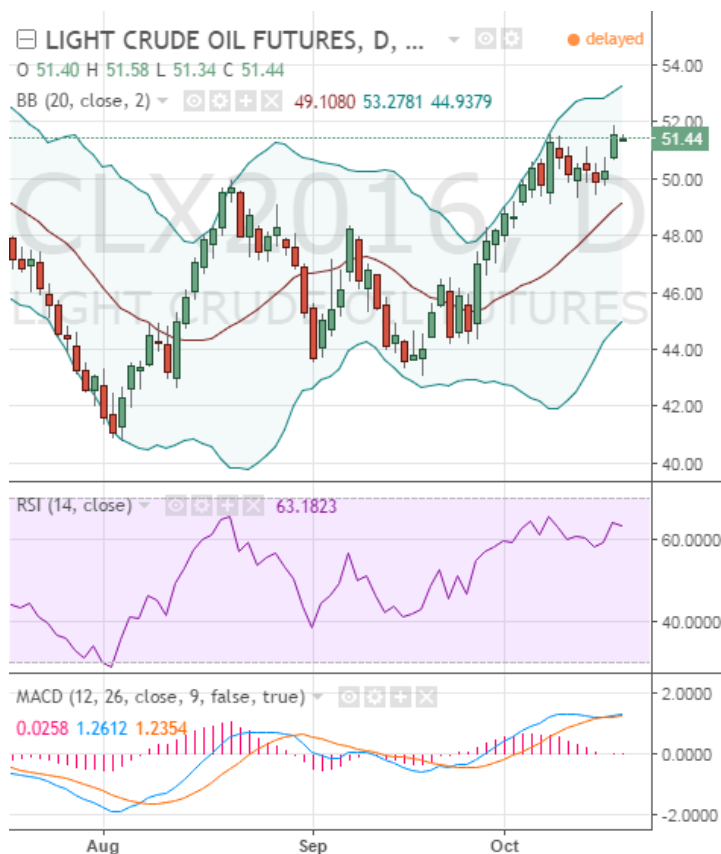 LIGHT CRUDE OIL FUTURES, D, ...
delayed
O 51.40 H 51.58 L 51.34 C 51.44
BB (20, close, 2) 49.1080 53.2781 44.9379
54.00
52.00
51.44
50.00
48.00
46.00
44.00
42.00
40.00
CLX2016, D
LIGHT CRUDE OIL FUTURES
RSI (14, close) 63.1823
60.0000
40.0000
MACD (12, 26, close, 9, false, true)
0.0258 1.2612 1.2354
2.0000
0.0000
-2.0000
Aug Sep Oct